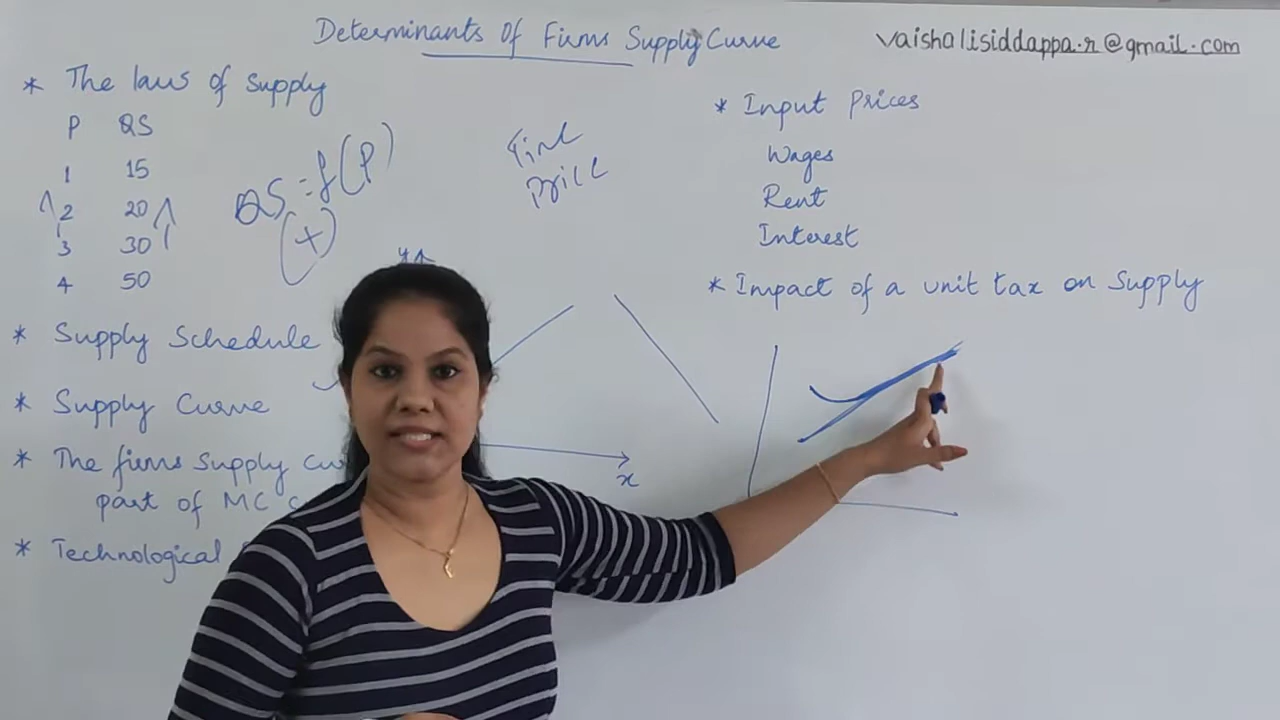 Determinants Of Firms Supply Curve
vaishalisiddappa.r@gmail.com
* The laws of Supply
P QS
1 15
2 20
3 30
4 50
QS = f(P)
(+)
Price
* Supply Schedule
* Supply Curve
* The firms Supply
part of MC
* Technological
x
* Input Prices
Wages
Rent
Interest
* Impact of a unit tax on Supply